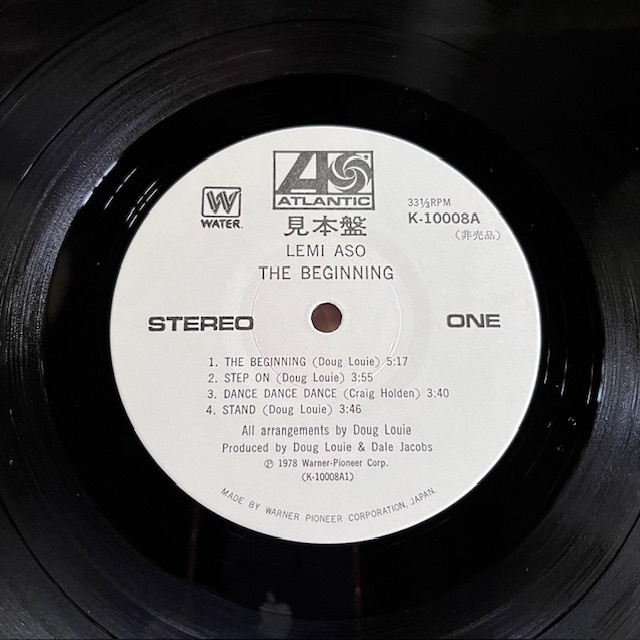 ATLANTIC
W
WATER.
33⅓RPM
K-10008A
(非売品)
見本盤
LEMI ASO
THE BEGINNING
STEREO
ONE
1. THE BEGINNING (Doug Louie) 5:17
2. STEP ON (Doug Louie) 3:55
3. DANCE DANCE DANCE (Craig Holden) 3:40
4. STAND (Doug Louie) 3:46
All arrangements by Doug Louie
Produced by Doug Louie & Dale Jacobs
℗ 1978 Warner-Pioneer Corp.
(K-10008A1)
MADE BY WARNER PIONEER CORPORATION, JAPAN.